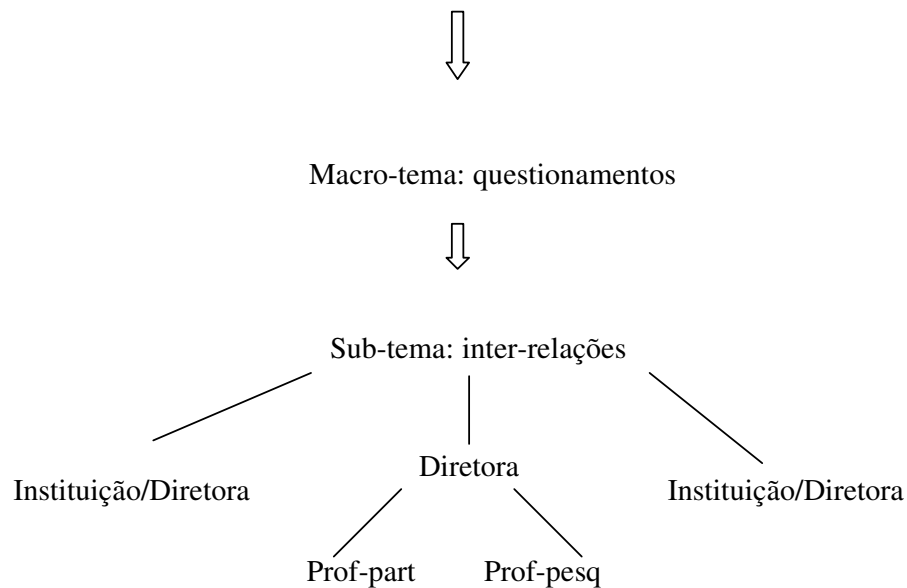 Macro-tema: questionamentos
Sub-tema: inter-relações
Diretora
Instituição/Diretora
Instituição/Diretora
Prof-part
Prof-pesq